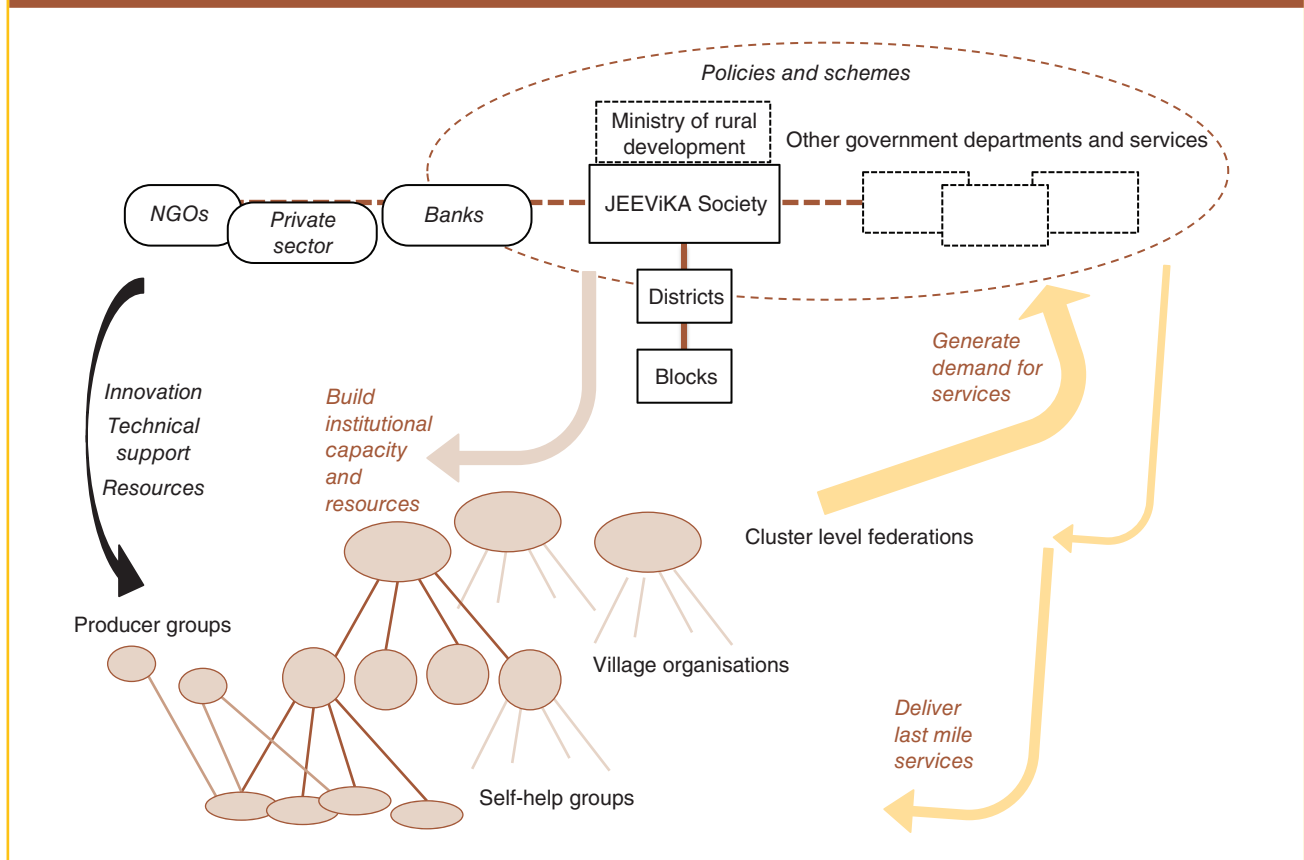 Policies and schemes
Ministry of rural
development
Other government departments and services
NGOs
Private
sector
Banks
JEEViKA Society
Districts
Blocks
Innovation
Technical
support
Resources
Build
institutional
capacity
and
resources
Generate
demand for
services
Cluster level federations
Producer groups
Village organisations
Deliver
last mile
services
Self-help groups